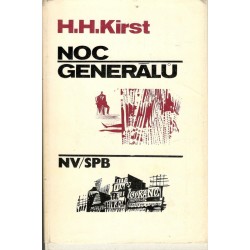 H.H.Kirst
NOC
GENERÁLŮ
NV/SPB